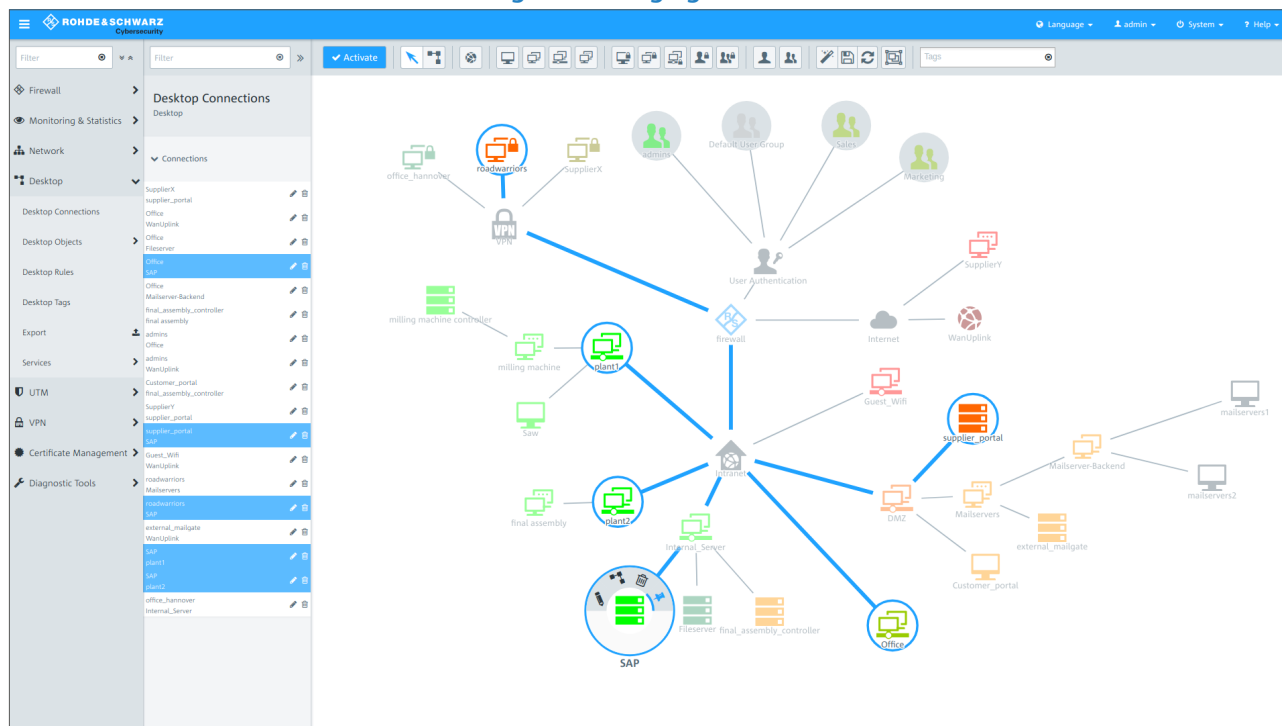 ROHDE&SCHWARZ
Cybersecurity
Language
admin
System
? Help
Filter
Filter
Activate
Tags
Firewall
Monitoring & Statistics
Network
Desktop
Desktop Connections
Desktop Objects
Desktop Rules
Desktop Tags
Export
Services
UTM
VPN
Certificate Management
Diagnostic Tools
Desktop Connections
Desktop
Connections
SupplierX
supplier_portal
Office
WanUplink
Office
Fileserver
Office
SAP
Office
Mailserver-Backend
final_assembly_controller
final assembly
admins
Office
admins
WanUplink
Customer_portal
final_assembly_controller
SupplierY
supplier_portal
supplier_portal
SAP
Guest_Wifi
WanUplink
roadwarriors
Mailservers
roadwarriors
SAP
external_mailgate
WanUplink
SAP
plant1
SAP
plant2
office_hannover
Internal_Server
office_hannover
roadwarriors
SupplierX
admins
Default User Group
Sales
Marketing
VPN
VPN
User Authentication
SupplierY
milling machine controller
firewall
Internet
WanUplink
milling machine
plant1
Guest_Wifi
Saw
supplier_portal
mailservers1
Intranet
Mailserver-Backend
mailservers2
final assembly
plant2
DMZ
Mailservers
Internal_Server
external_mailgate
Customer_portal
Fileserver
final_assembly_controller
Office
SAP